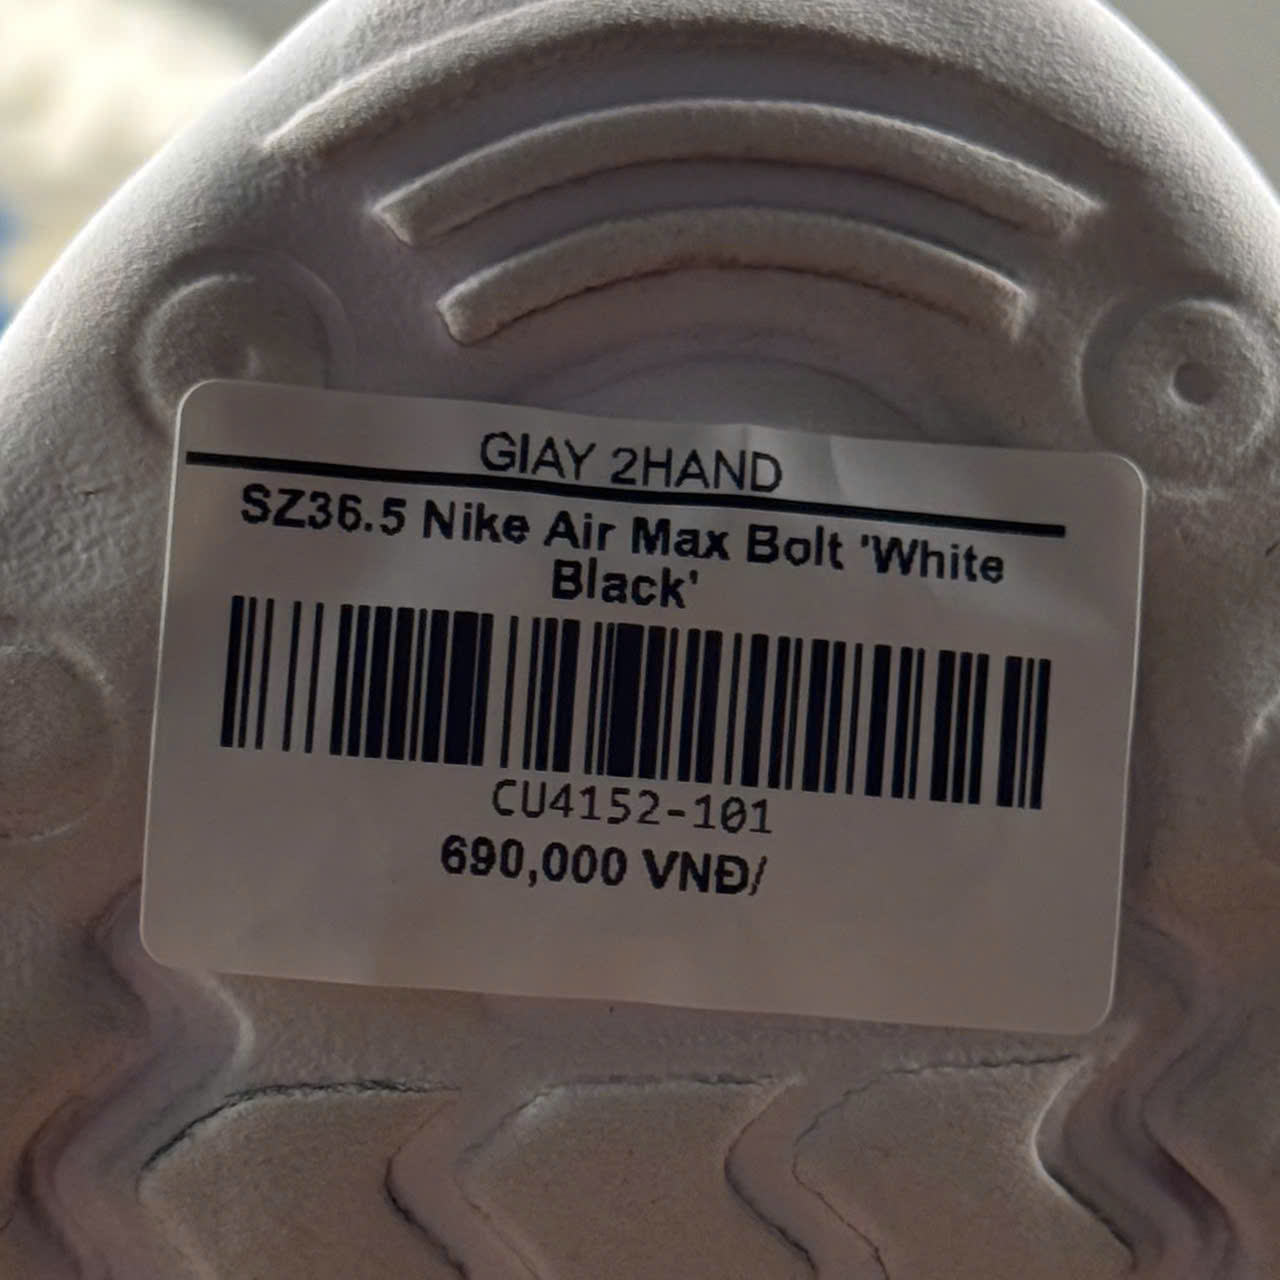 GIAY 2HAND
SZ36.5 Nike Air Max Bolt 'White
Black'
CU4152-101
690,000 VNĐ/